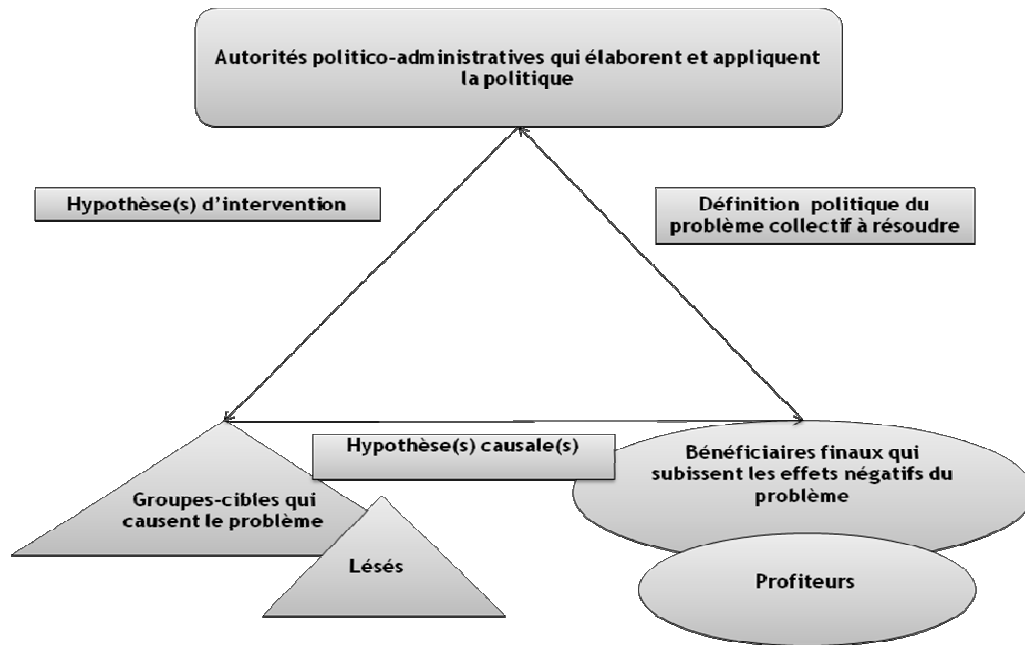 Autorités politico-administratives qui élaborent et appliquent
la politique
Hypothèse(s) d'intervention
Définition politique du
problème collectif à résoudre
Hypothèse(s) causale(s)
Bénéficiaires finaux qui
subissent les effets négatifs du
problème
Groupes-cibles qui
causent le problème
Lésés
Profiteurs